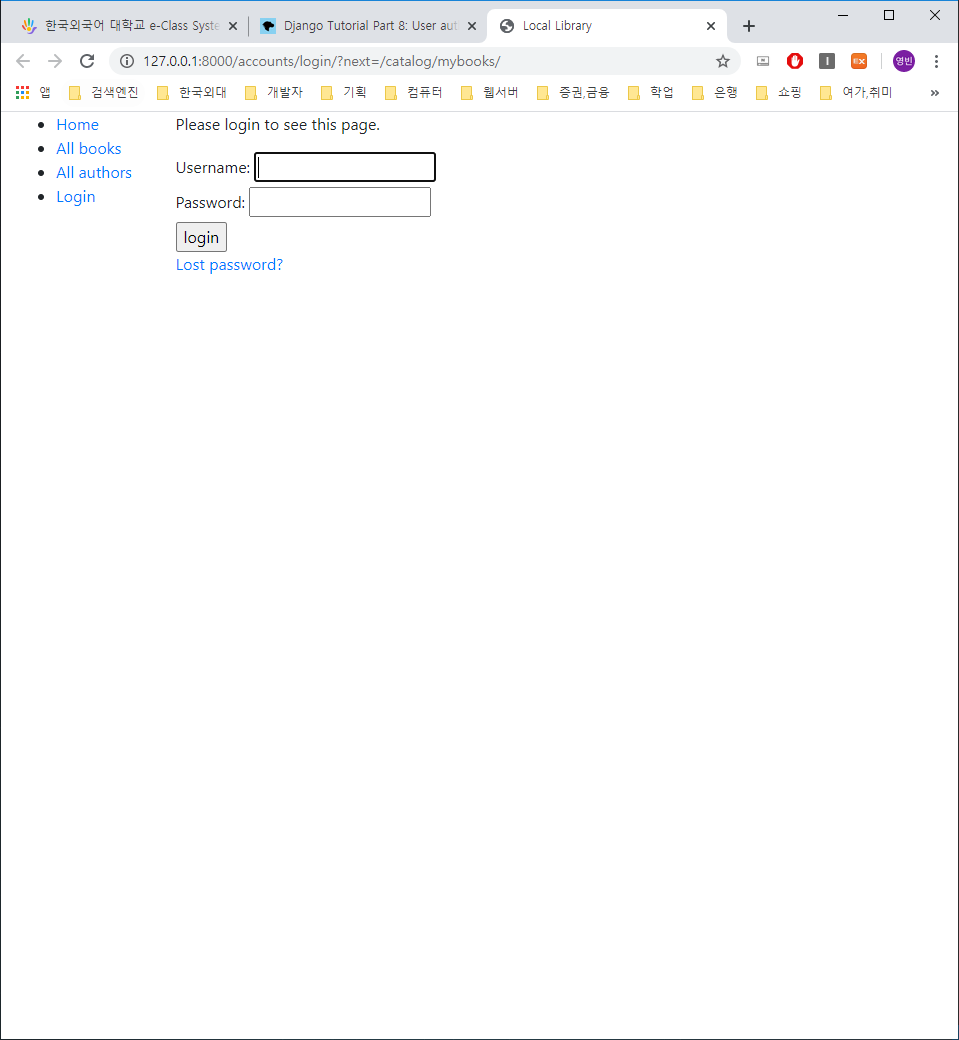 한국외국어 대학교 e-Class Syste
Django Tutorial Part 8: User aut
Local Library
127.0.0.1:8000/accounts/login/?next=/catalog/mybooks/
영빈
앱 검색엔진 한국외대 개발자 기획 컴퓨터 웹서버 증권,금융 학업 은행 쇼핑 여가,취미 »
Home
All books
All authors
Login
Please login to see this page.
Username:
Password:
login
Lost password?